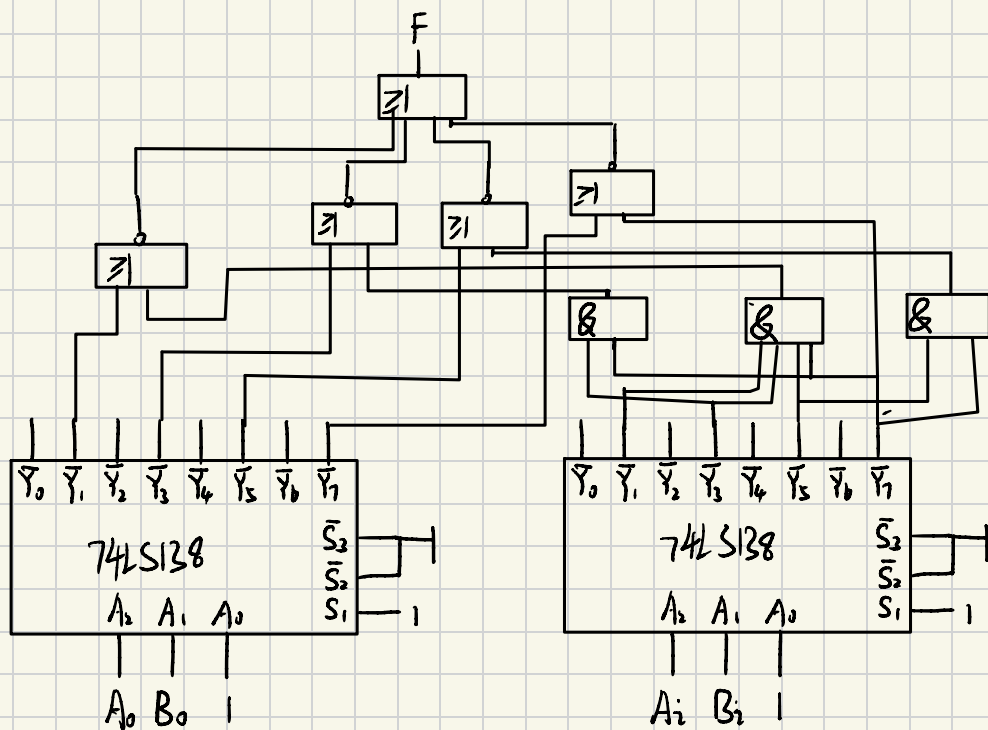 F
≥1
≥1
≥1 ≥1
≥1
& & &
Y̅₀ Y̅₁ Y̅₂ Y̅₃ Y̅₄ Y̅₅ Y̅₆ Y̅₇
74LS138
S̅₃
S̅₂
S₁ 1
A₂ A₁ A₀
A₀ B₀ 1
Y̅₀ Y̅₁ Y̅₂ Y̅₃ Y̅₄ Y̅₅ Y̅₆ Y̅₇
74LS138
S̅₃
S̅₂
S₁ 1
A₂ A₁ A₀
Aᵢ Bᵢ 1